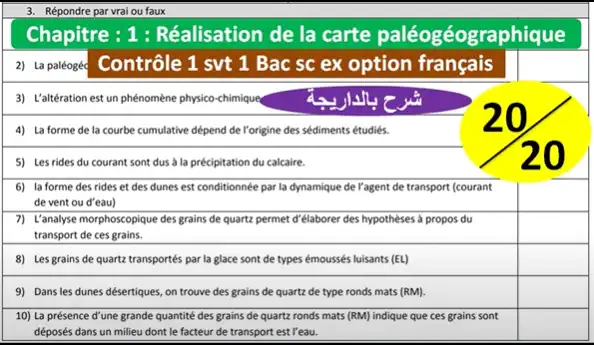 3. Répondre par vrai ou faux
Chapitre : 1 : Réalisation de la carte paléogéographique
2) La paléogéo
Contrôle 1 svt 1 Bac sc ex option français
3) L'altération est un phénomène physico-chimique
شرح بالداريجة
20/20
4) La forme de la courbe cumulative dépend de l'origine des sédiments étudiés.
5) Les rides du courant sont dus à la précipitation du calcaire.
6) la forme des rides et des dunes est conditionnée par la dynamique de l'agent de transport (courant
de vent ou d'eau)
7) L'analyse morphoscopique des grains de quartz permet d'élaborer des hypothèses à propos du
transport de ces grains.
8) Les grains de quartz transportés par la glace sont de types émoussés luisants (EL)
9) Dans les dunes désertiques, on trouve des grains de quartz de type ronds mats (RM).
10) La présence d'une grande quantité des grains de quartz ronds mats (RM) indique que ces grains sont
déposés dans un milieu dont le facteur de transport est l'eau.